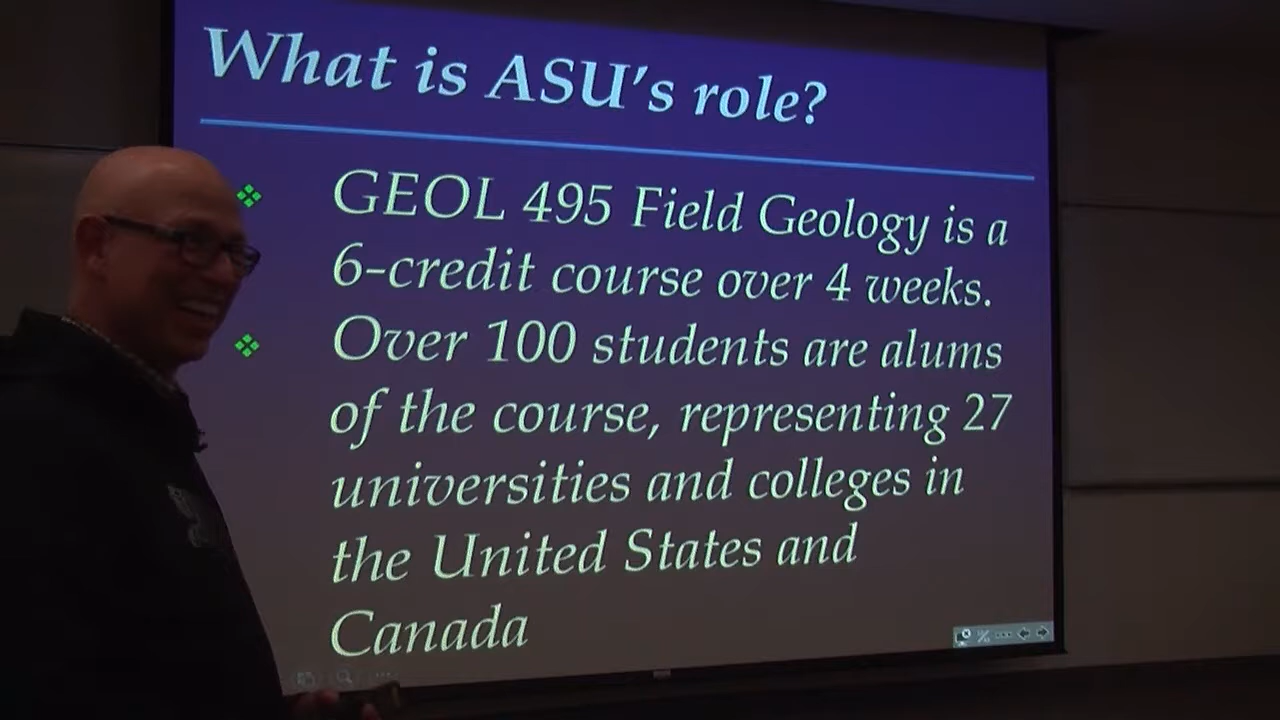 What is ASU's role?
GEOL 495 Field Geology is a
6-credit course over 4 weeks.
Over 100 students are alums
of the course, representing 27
universities and colleges in
the United States and
Canada